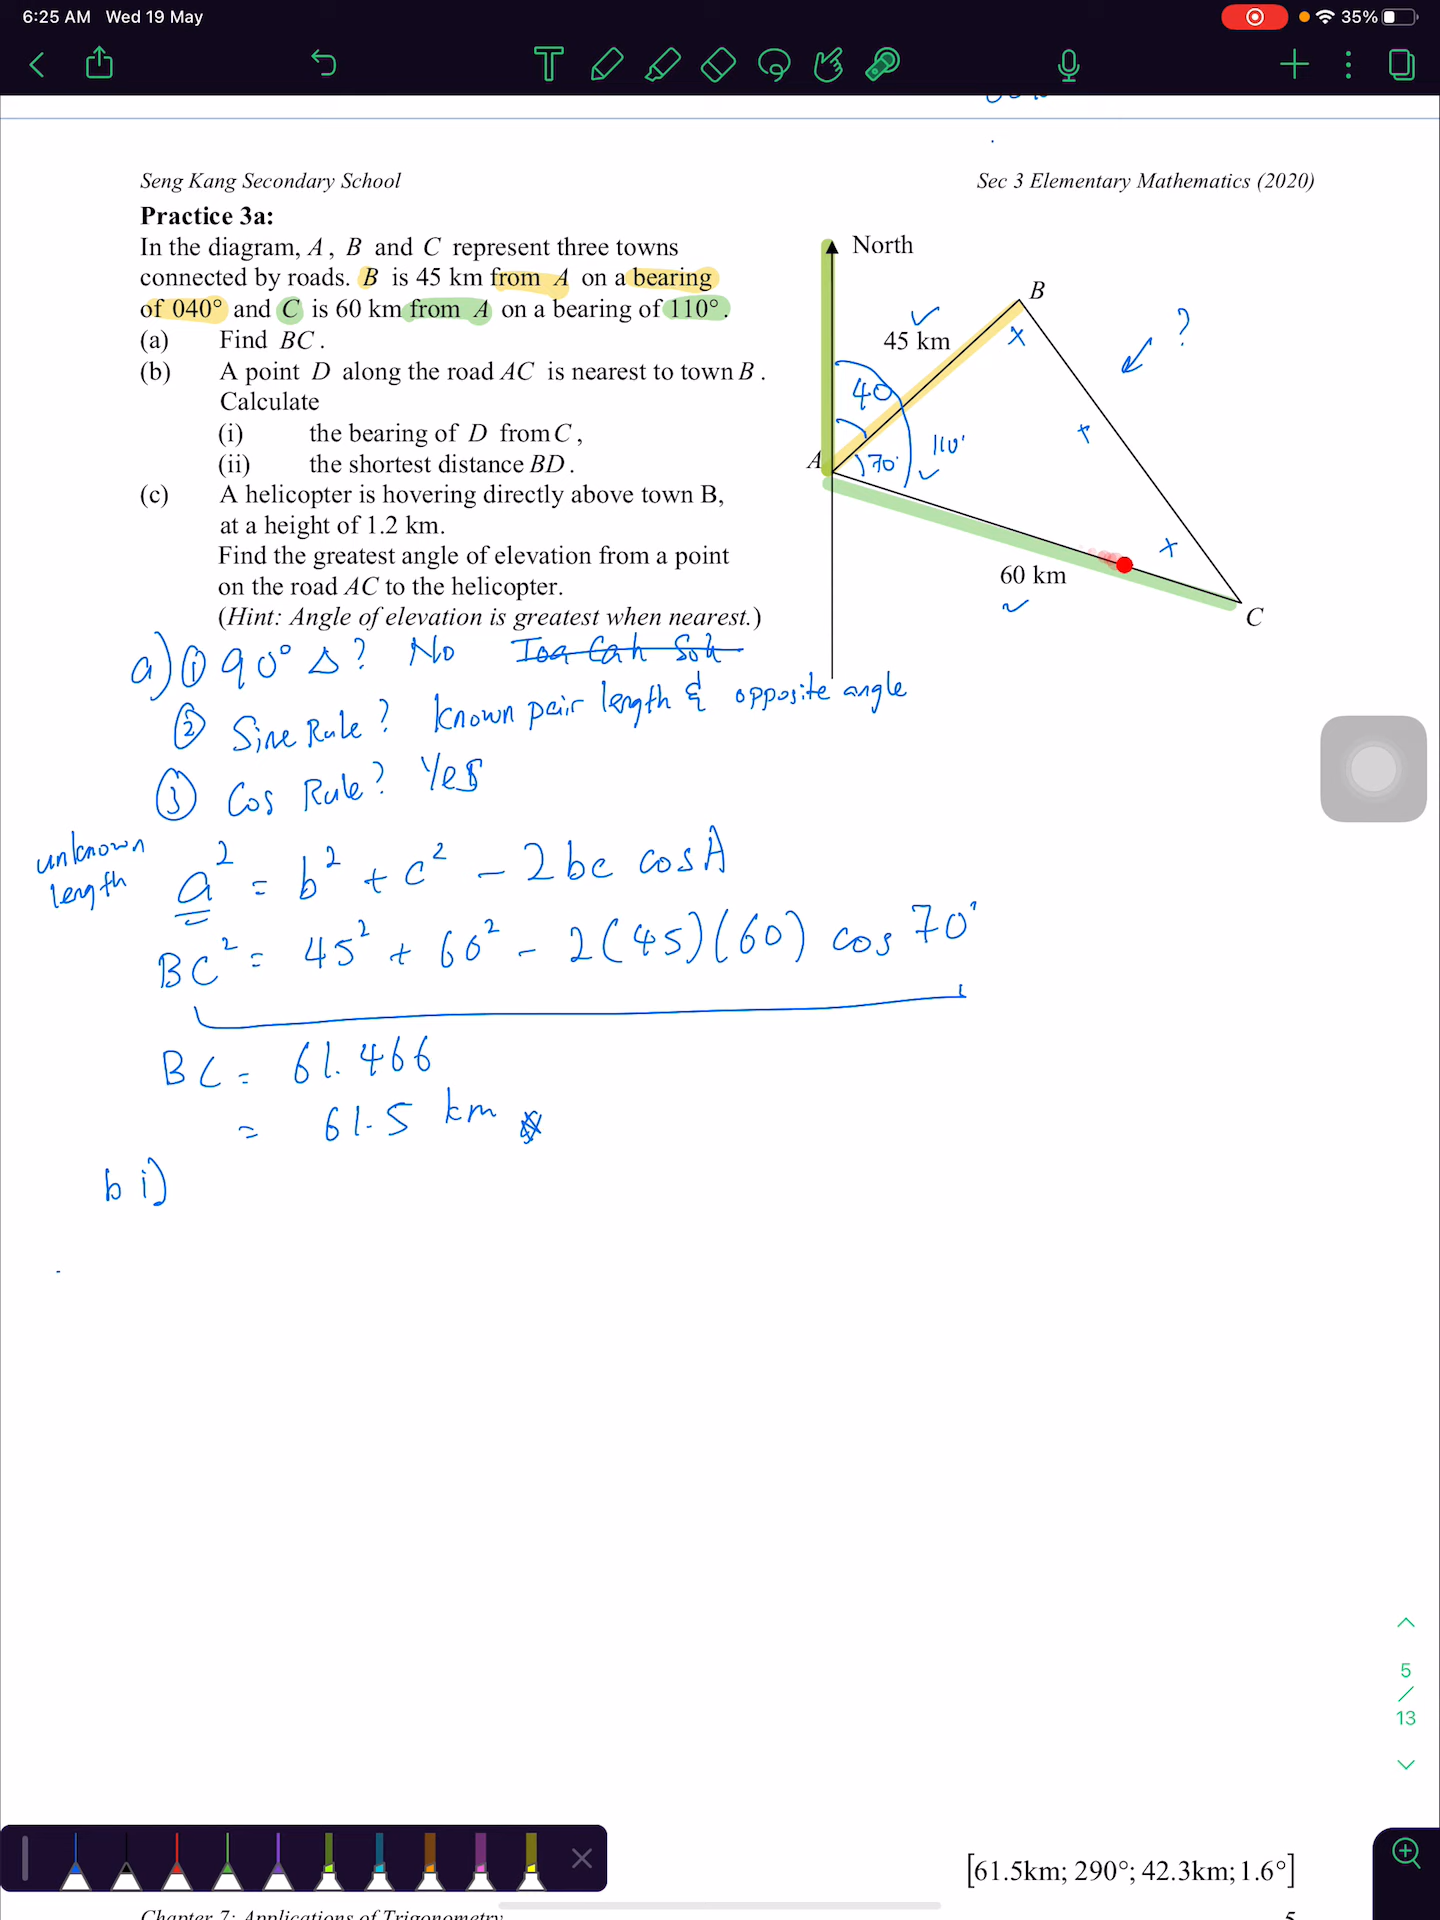 6:25 AM Wed 19 May
35%
Seng Kang Secondary School
Sec 3 Elementary Mathematics (2020)
Practice 3a:
In the diagram, A, B and C represent three towns
connected by roads. B is 45 km from A on a bearing
of 040° and C is 60 km from A on a bearing of 110°.
(a) Find BC.
(b) A point D along the road AC is nearest to town B.
Calculate
(i) the bearing of D from C,
(ii) the shortest distance BD.
(c) A helicopter is hovering directly above town B,
at a height of 1.2 km.
Find the greatest angle of elevation from a point
on the road AC to the helicopter.
(Hint: Angle of elevation is greatest when nearest.)
North
B
45 km
?
40
110°
A
70°
60 km
C
a) ① 90° Δ? No Toa Cah Soh
② Sine Rule? Known pair length & opposite angle
③ Cos Rule? Yes
unknown
length
a² = b² + c² - 2bc cos A
BC² = 45² + 60² - 2(45)(60) cos 70°
BC = 61.466
= 61.5 km
b i)
5
/
13
[61.5km; 290°; 42.3km; 1.6°]
Chapter 7: Applications of Trigonometry
5